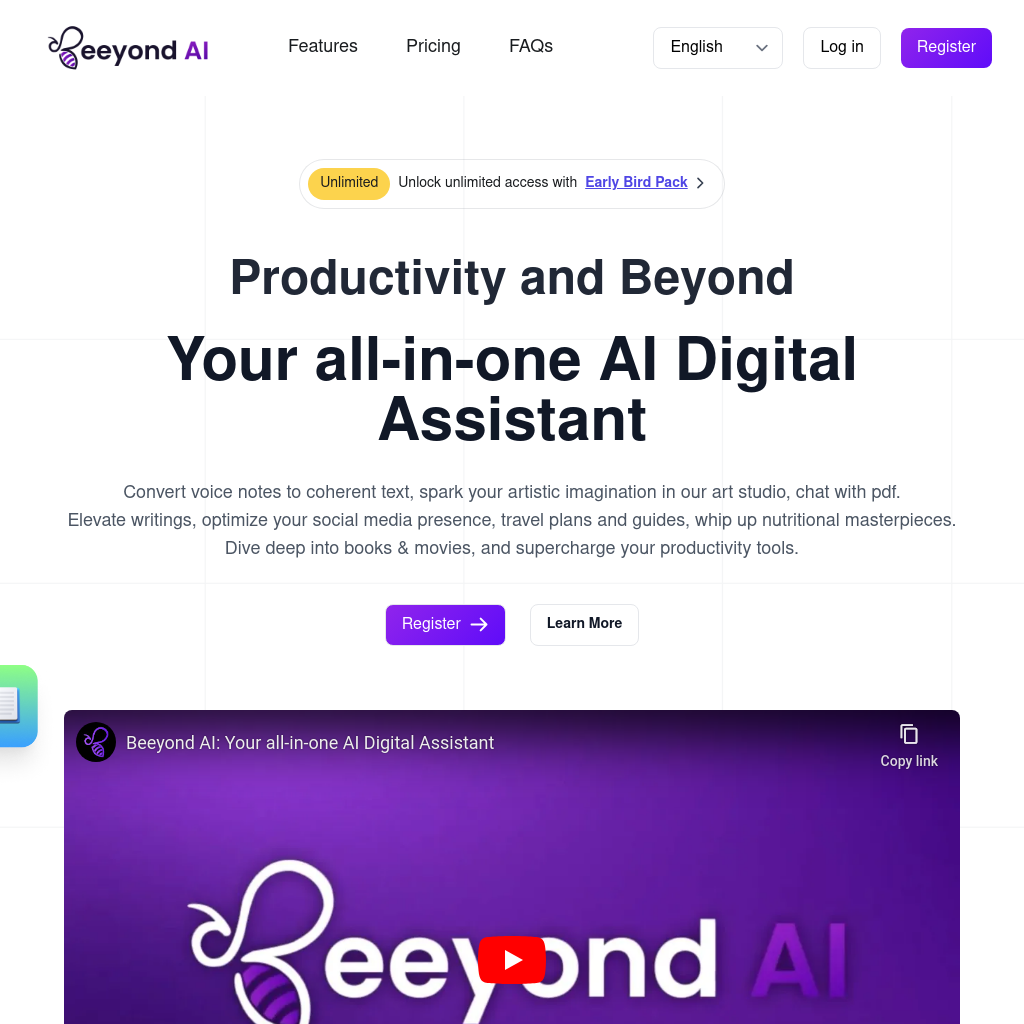 Beeyond AI
Features
Pricing
FAQs
English
Log in
Register
Unlimited
Unlock unlimited access with Early Bird Pack
Productivity and Beyond
Your all-in-one AI Digital
Assistant
Convert voice notes to coherent text, spark your artistic imagination in our art studio, chat with pdf.
Elevate writings, optimize your social media presence, travel plans and guides, whip up nutritional masterpieces.
Dive deep into books & movies, and supercharge your productivity tools.
Register
Learn More
Beeyond AI: Your all-in-one AI Digital Assistant
Copy link
Beeyond AI